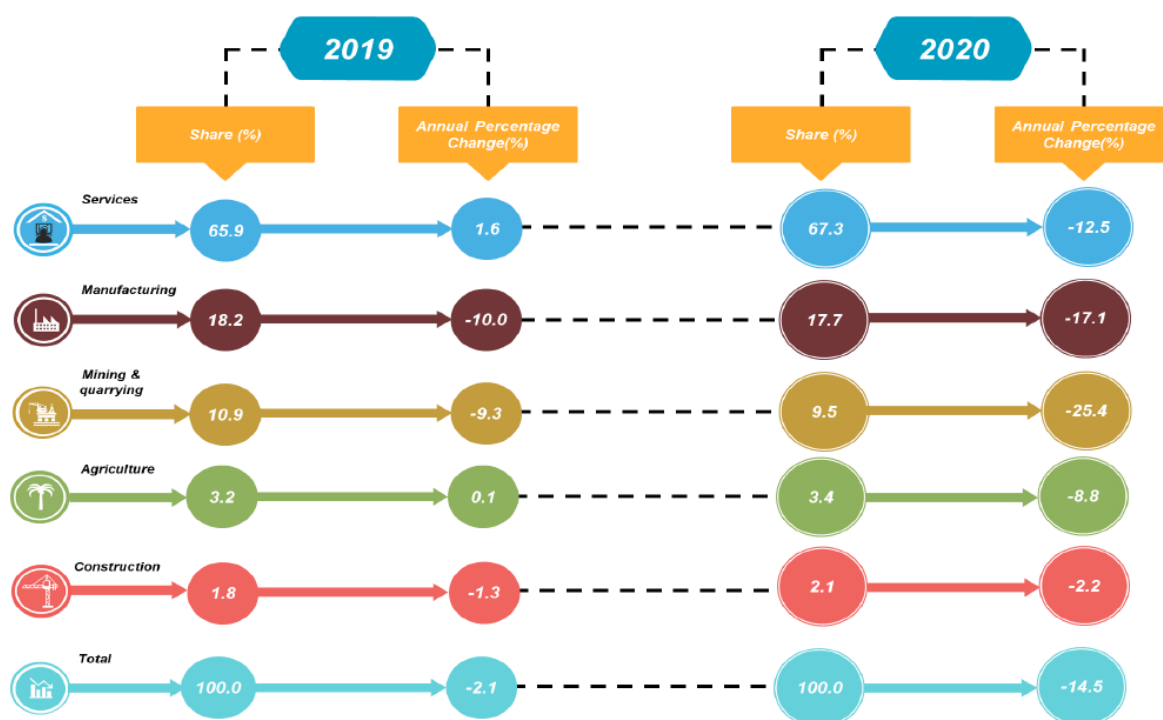 2019
2020
Share (%)
Annual Percentage
Change(%)
Share (%)
Annual Percentage
Change(%)
Services
65.9
1.6
67.3
-12.5
Manufacturing
18.2
-10.0
17.7
-17.1
Mining &
quarrying
10.9
-9.3
9.5
-25.4
Agriculture
3.2
0.1
3.4
-8.8
Construction
1.8
-1.3
2.1
-2.2
Total
100.0
-2.1
100.0
-14.5